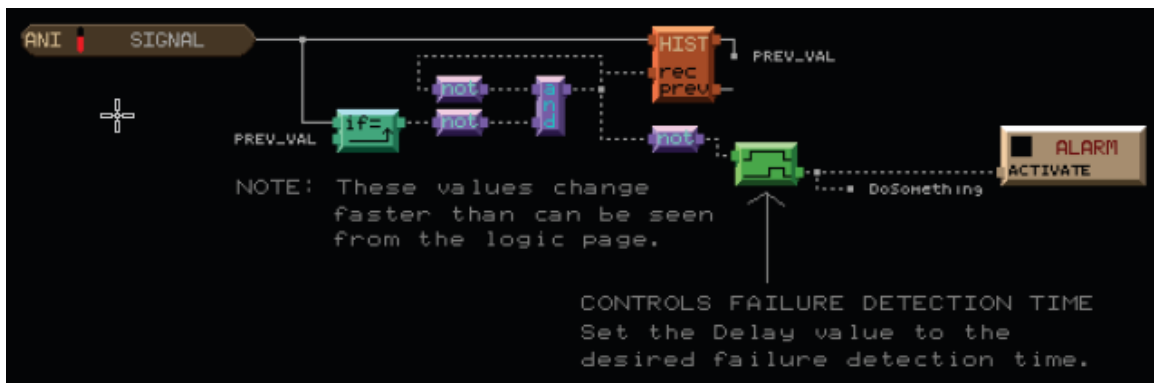 ANI SIGNAL
HIST
rec
prev
PREV_VAL
not
and
not
if=
PREV_VAL
not
ALARM
ACTIVATE
DoSomething
NOTE: These values change
faster than can be seen
from the logic page.
CONTROLS FAILURE DETECTION TIME
Set the Delay value to the
desired failure detection time.